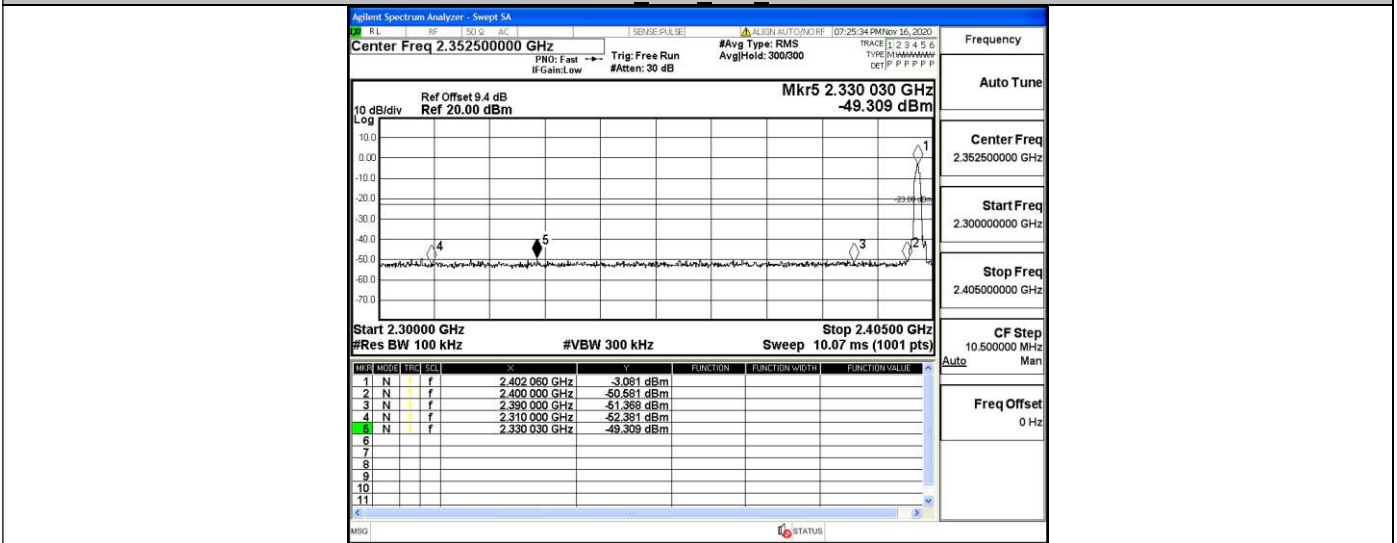 Agilent Spectrum Analyzer - Swept SA
RL RF 50 Ω AC SENSE:PULSE ALIGN AUTO/NO RF 07:25:34 PM Nov 16, 2020
Center Freq 2.352500000 GHz
PNO: Fast
IFGain:Low
Trig: Free Run
#Atten: 30 dB
#Avg Type: RMS
Avg|Hold: 300/300
TRACE 1 2 3 4 5 6
TYPE
DET P P P P P P
Mkr5 2.330 030 GHz
-49.309 dBm
Ref Offset 9.4 dB
10 dB/div Ref 20.00 dBm
Log
10.0
0.00
-10.0
-20.0
-30.0
-40.0
-50.0
-60.0
-70.0
-23.08 dBm
1
2
3
4
5
Start 2.30000 GHz Stop 2.40500 GHz
#Res BW 100 kHz #VBW 300 kHz Sweep 10.07 ms (1001 pts)
MKR MODE TRC SCL X Y FUNCTION FUNCTION WIDTH FUNCTION VALUE
1 N 1 f 2.402 060 GHz -3.081 dBm
2 N 1 f 2.400 000 GHz -50.581 dBm
3 N 1 f 2.390 000 GHz -51.368 dBm
4 N 1 f 2.310 000 GHz -52.381 dBm
5 N 1 f 2.330 030 GHz -49.309 dBm
6
7
8
9
10
11
MSG STATUS
Frequency
Auto Tune
Center Freq
2.352500000 GHz
Start Freq
2.300000000 GHz
Stop Freq
2.405000000 GHz
CF Step
10.500000 MHz
Auto Man
Freq Offset
0 Hz